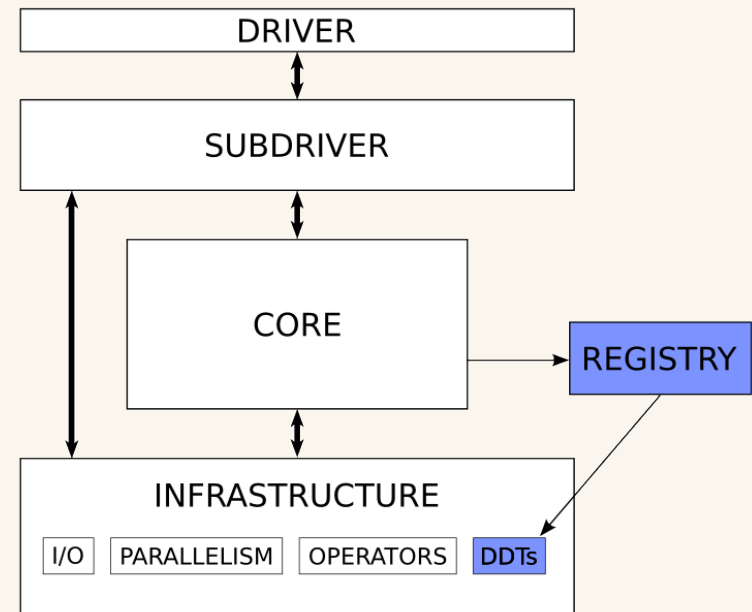 DRIVER
SUBDRIVER
CORE
REGISTRY
INFRASTRUCTURE
I/O
PARALLELISM
OPERATORS
DDTs